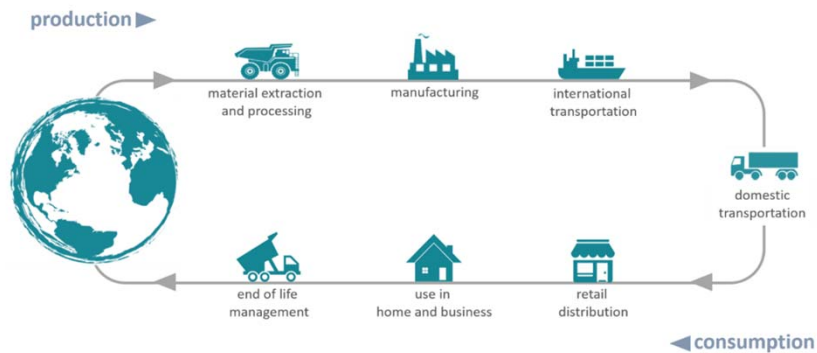 production
material extraction
and processing
manufacturing
international
transportation
domestic
transportation
end of life
management
use in
home and business
retail
distribution
consumption